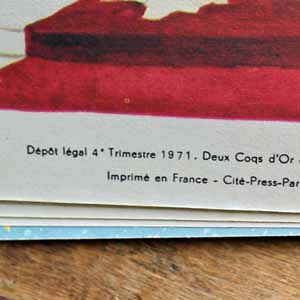 Dépôt légal 4e Trimestre 1971. Deux Coqs d'Or
Imprimé en France - Cité-Press-Par